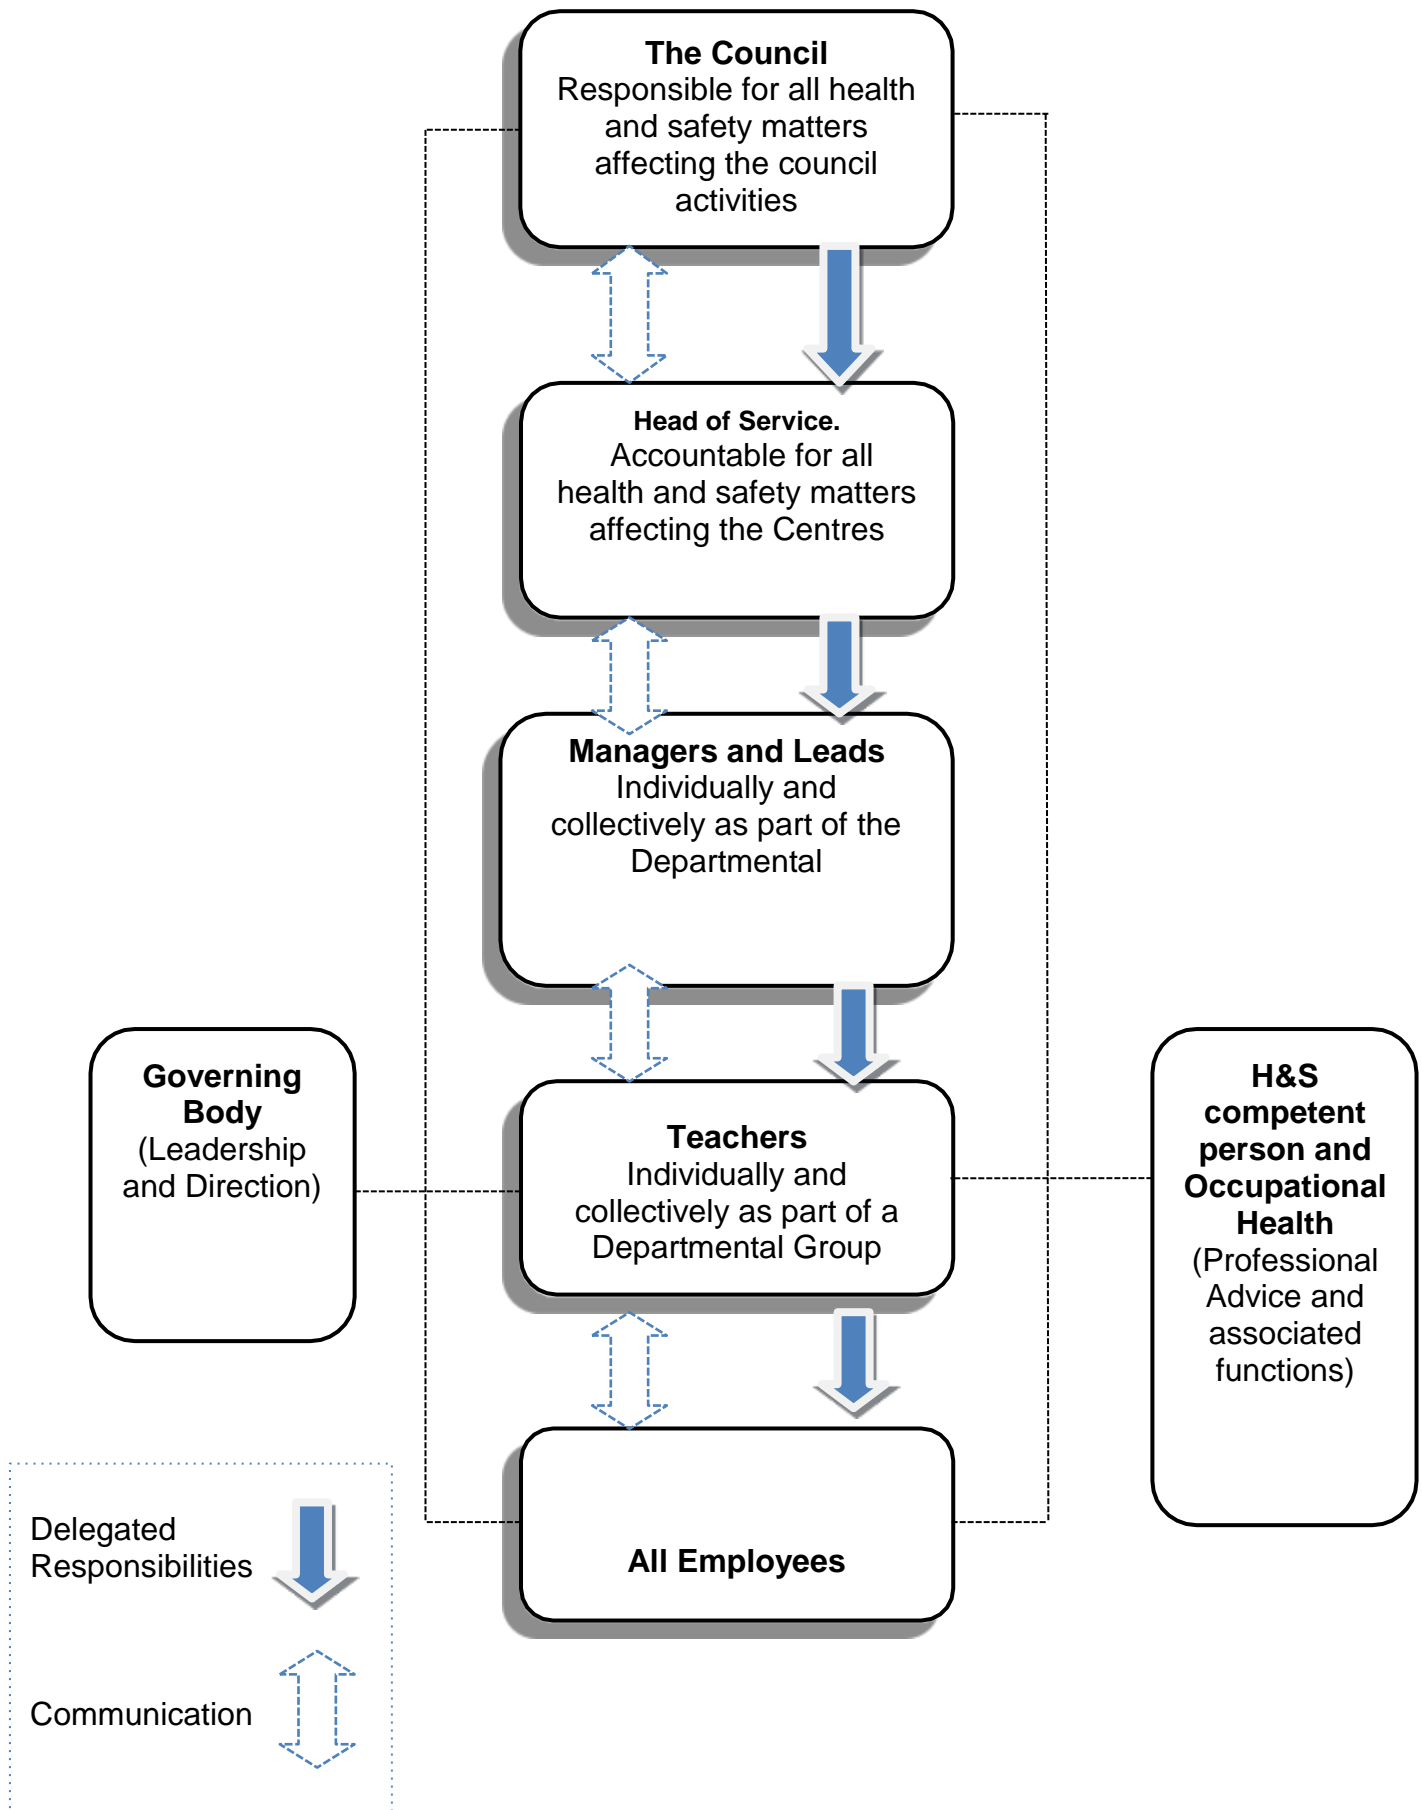 The Council
Responsible for all health
and safety matters
affecting the council
activities
Head of Service.
Accountable for all
health and safety matters
affecting the Centres
Managers and Leads
Individually and
collectively as part of the
Departmental
Governing
Body
(Leadership
and Direction)
Teachers
Individually and
collectively as part of a
Departmental Group
H&S
competent
person and
Occupational
Health
(Professional
Advice and
associated
functions)
All Employees
Delegated
Responsibilities
Communication